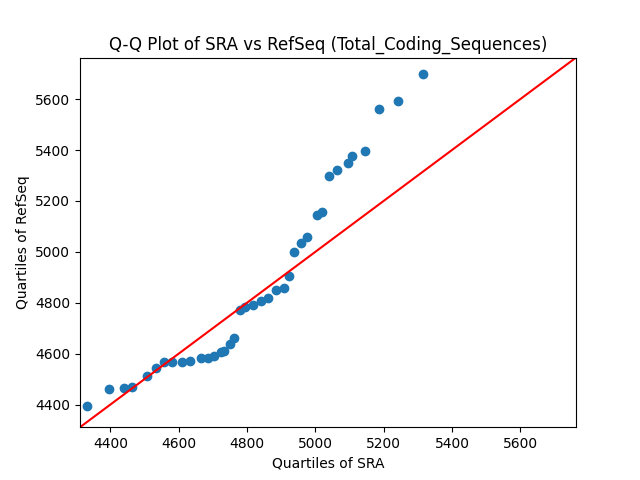 Q-Q Plot of SRA vs RefSeq (Total_Coding_Sequences)
Quartiles of RefSeq
5600
5400
5200
5000
4800
4600
4400
4400 4600 4800 5000 5200 5400 5600
Quartiles of SRA